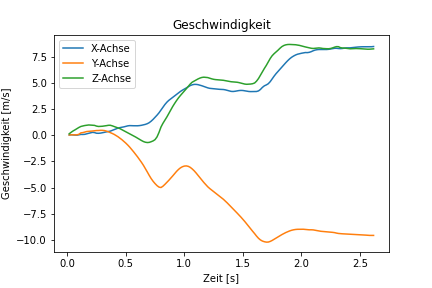 Geschwindigkeit
X-Achse
Y-Achse
Z-Achse
Geschwindigkeit [m/s]
7.5
5.0
2.5
0.0
−2.5
−5.0
−7.5
−10.0
0.0 0.5 1.0 1.5 2.0 2.5
Zeit [s]